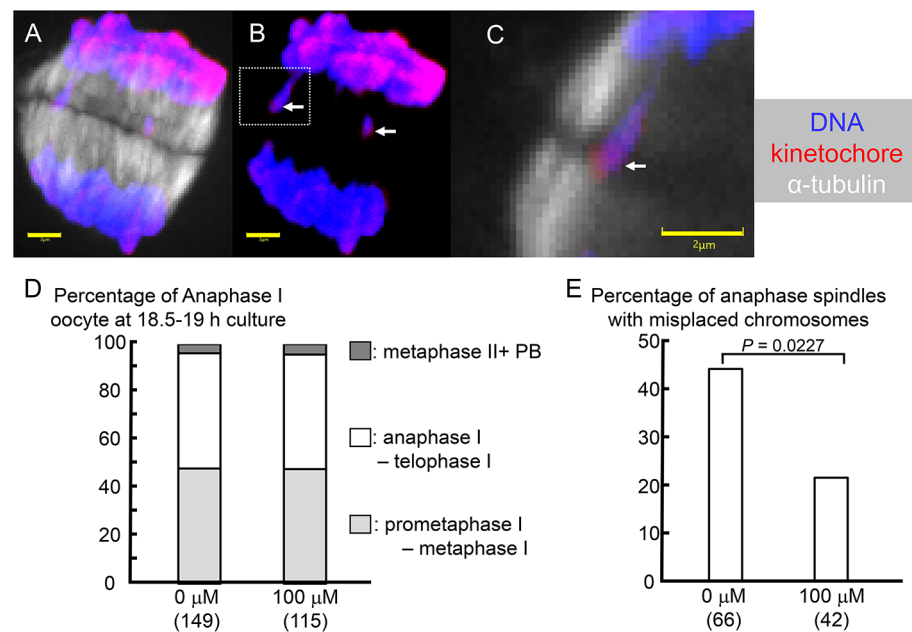 A
B
C
2μm
2μm
2μm
DNA
kinetochore
α-tubulin
D
Percentage of Anaphase I
oocyte at 18.5-19 h culture
100
80
60
40
20
0
0 μM
100 μM
(149)
(115)
: metaphase II+ PB
: anaphase I
– telophase I
: prometaphase I
– metaphase I
E
Percentage of anaphase spindles
with misplaced chromosomes
P = 0.0227
50
40
30
20
10
0
0 μM
100 μM
(66)
(42)